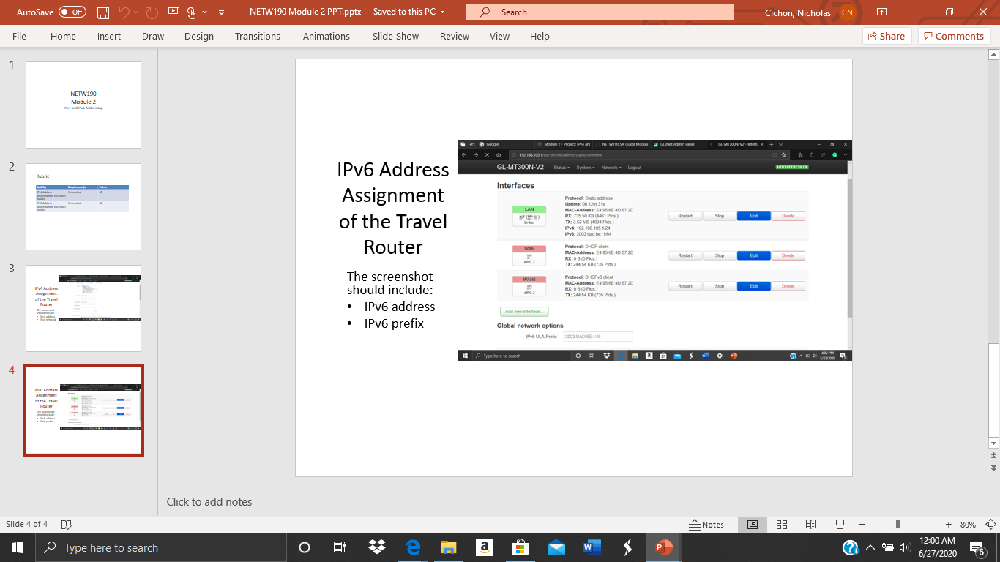 AutoSave Off NETW190 Module 2 PPT.pptx - Saved to this PC Search Cichon, Nicholas CN
File Home Insert Draw Design Transitions Animations Slide Show Review View Help Share Comments
1
NETW190
Module 2
IPv4 and IPv6 Addressing
2
Rubric
Activity Requirement(s) Points
IPv4 Address Screenshot
Assignment of the Travel
Router
IPv6 Address Screenshot
Assignment of the Travel
Router
3
IPv4 Address
Assignment
of the Travel
Router
The screenshot
should include:
IPv4 address
IPv4 netmask
4
IPv6 Address
Assignment
of the Travel
Router
The screenshot
should include:
• IPv6 address
• IPv6 prefix
IPv6 Address
Assignment
of the Travel
Router
The screenshot
should include:
• IPv6 address
• IPv6 prefix
Google Module 2 - Project: IPv4 and NETW190 SA Guide Module GL.iNet Admin Panel GL-MT300N-V2 - Interf
192.168.105.1/cgi-bin/luci/admin/status/overview
GL-MT300N-V2 Status System Network Logout AUTO REFRESH ON
Interfaces
LAN
br-lan
Protocol: Static address
Uptime: 0h 12m 31s
MAC-Address: E4:95:6E:4D:67:2D
RX: 735.50 KB (4461 Pkts.)
TX: 3.52 MB (4094 Pkts.)
IPv4: 192.168.105.1/24
IPv6: 2003:dad:be::1/64
Restart Stop Edit Delete
WAN
eth0.2
Protocol: DHCP client
MAC-Address: E4:95:6E:4D:67:2D
RX: 0 B (0 Pkts.)
TX: 244.54 KB (735 Pkts.)
Restart Stop Edit Delete
WAN6
eth0.2
Protocol: DHCPv6 client
MAC-Address: E4:95:6E:4D:67:2D
RX: 0 B (0 Pkts.)
TX: 244.54 KB (735 Pkts.)
Restart Stop Edit Delete
Add new interface...
Global network options
IPv6 ULA-Prefix 2003:DAD:BE::/48
Type here to search 4:02 PM
5/23/2020
Click to add notes
Slide 4 of 4 Notes 80%
Type here to search 12:00 AM
6/27/2020 6